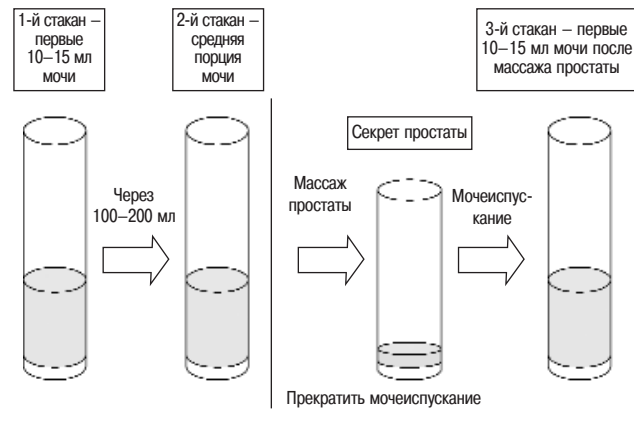 1-й стакан –
первые
10–15 мл
мочи
2-й стакан –
средняя
порция
мочи
3-й стакан – первые
10–15 мл мочи после
массажа простаты
Секрет простаты
Через
100–200 мл
Массаж
простаты
Мочеиспус-
кание
Прекратить мочеиспускание